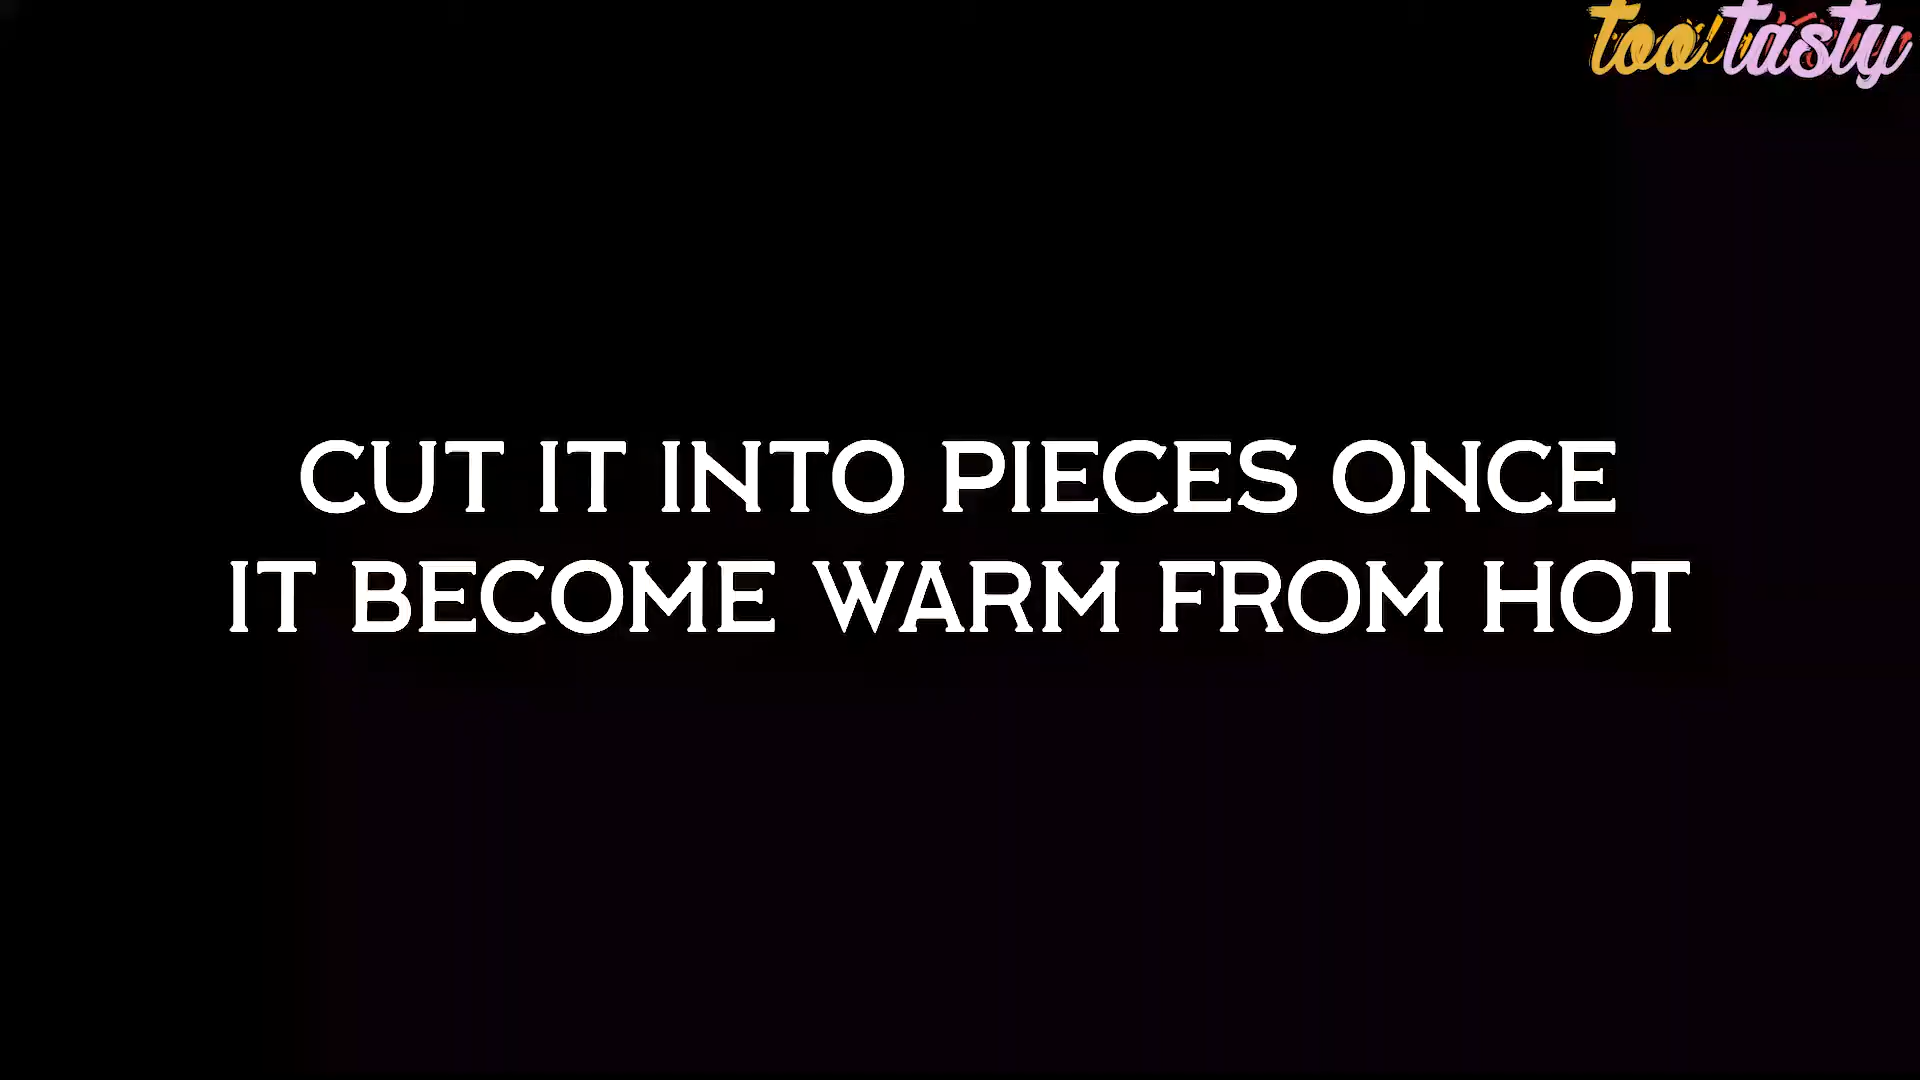 too tasty
CUT IT INTO PIECES ONCE
IT BECOME WARM FROM HOT